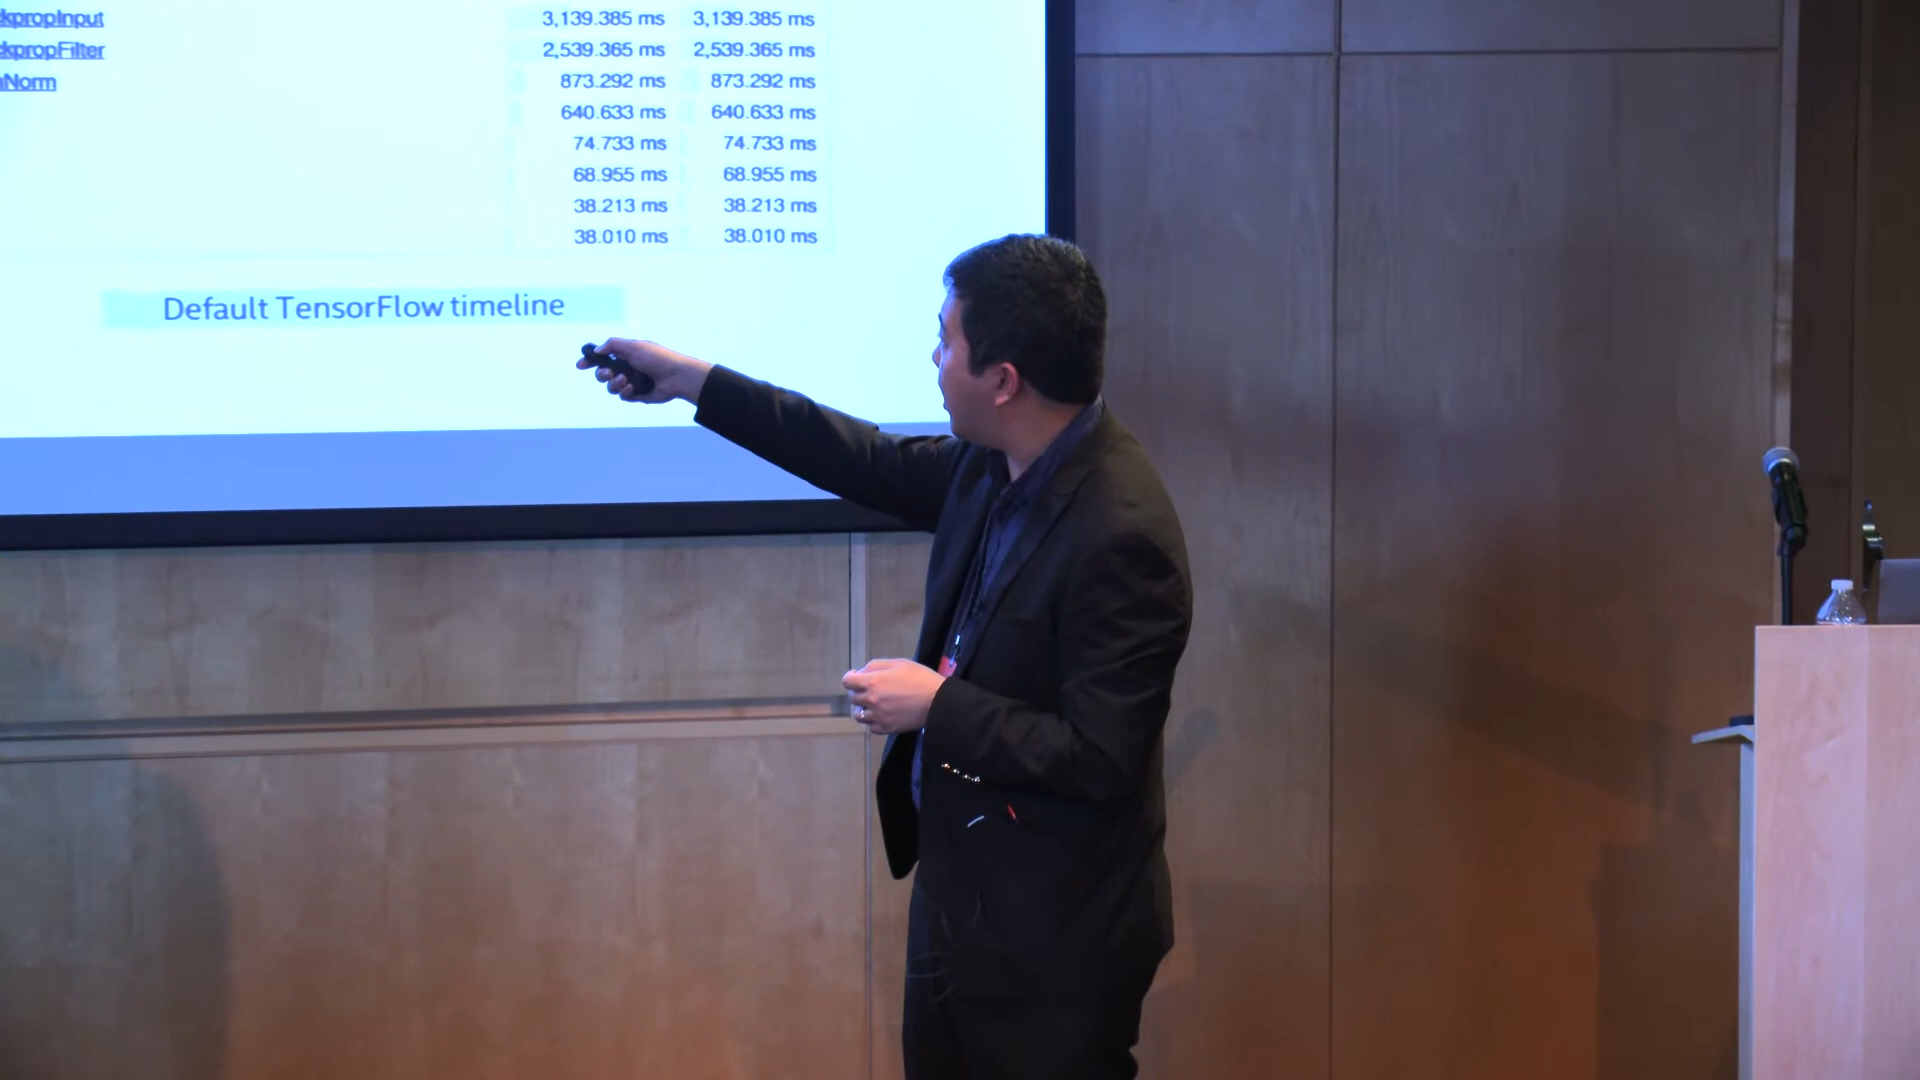 kpropInput 3,139.385 ms 3,139.385 ms
kpropFilter 2,539.365 ms 2,539.365 ms
Norm 873.292 ms 873.292 ms
640.633 ms 640.633 ms
74.733 ms 74.733 ms
68.955 ms 68.955 ms
38.213 ms 38.213 ms
38.010 ms 38.010 ms
Default TensorFlow timeline